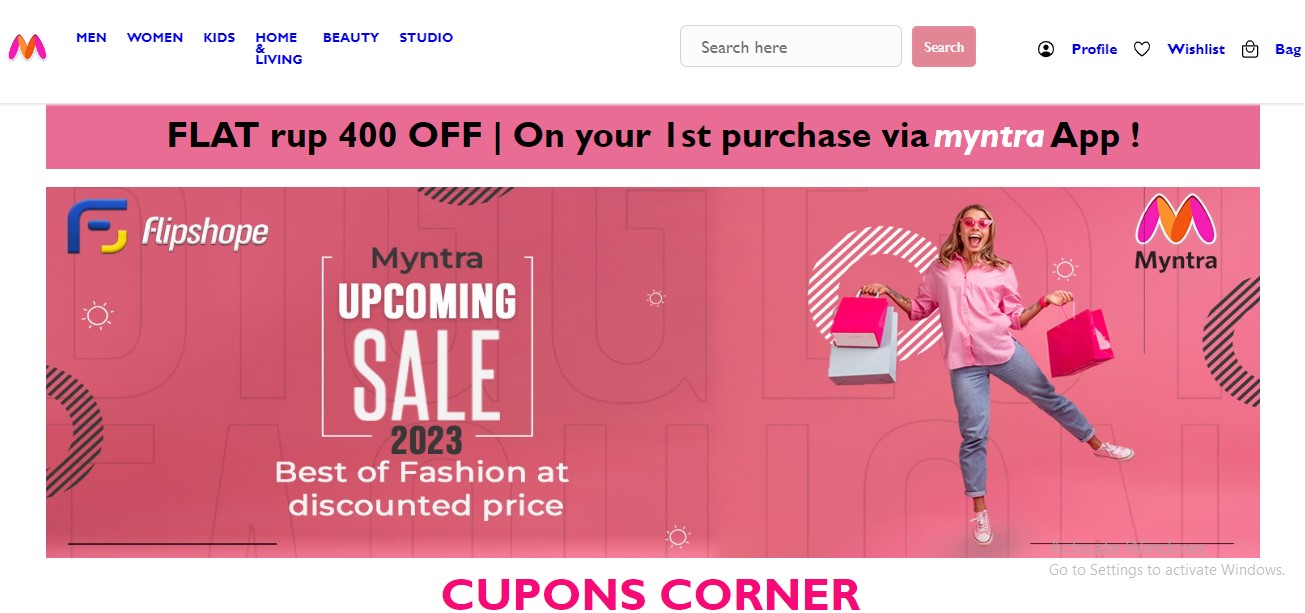 MEN WOMEN KIDS HOME BEAUTY STUDIO
&
LIVING
Search here Search Profile Wishlist Bag
FLAT rup 400 OFF | On your 1st purchase via myntra App !
flipshope
Myntra
Myntra
UPCOMING
SALE
2023
Best of Fashion at
discounted price
Go to Settings to activate Windows.
CUPONS CORNER